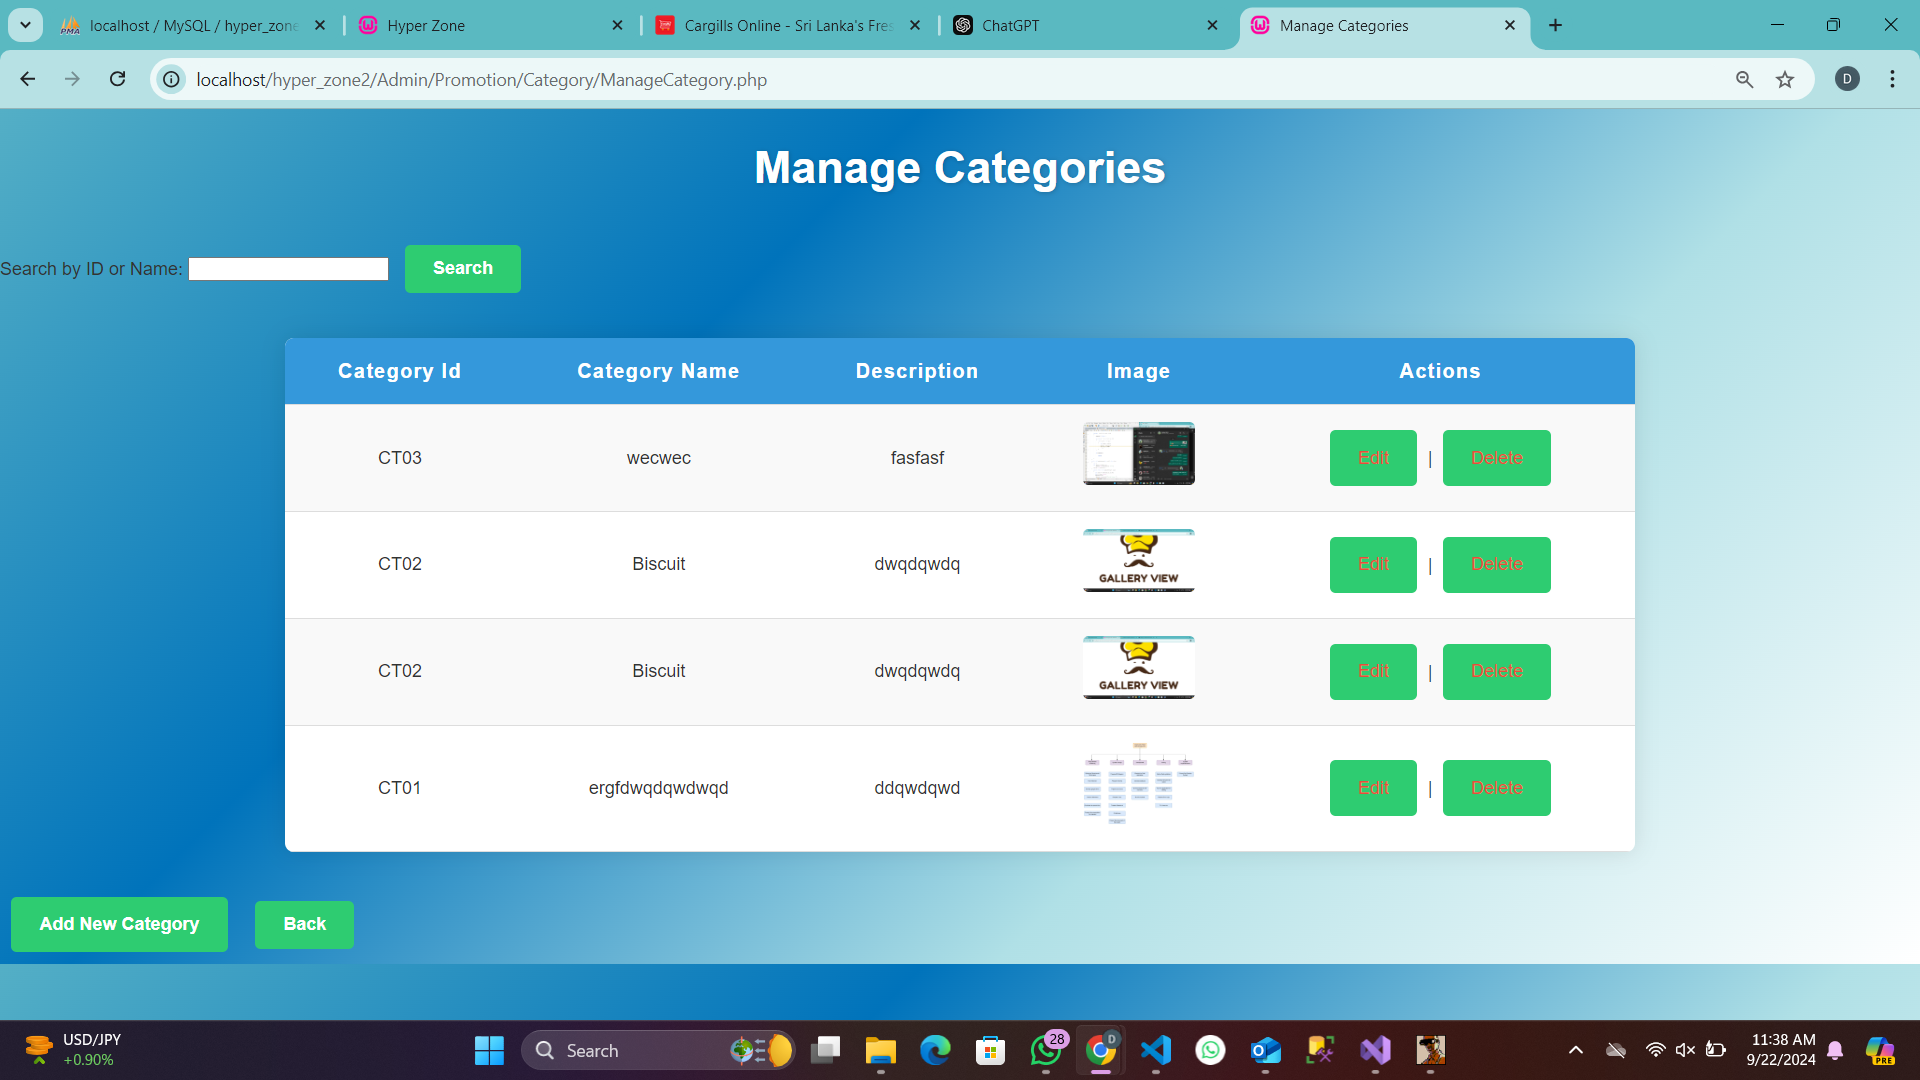 localhost / MySQL / hyper_zone
Hyper Zone
Cargills Online - Sri Lanka's Fres
ChatGPT
Manage Categories
localhost/hyper_zone2/Admin/Promotion/Category/ManageCategory.php
D
Manage Categories
Search by ID or Name:
Search
Category Id Category Name Description Image Actions
CT03 wecwec fasfasf Edit | Delete
CT02 Biscuit dwqdqwdq GALLERY VIEW Edit | Delete
CT02 Biscuit dwqdqwdq GALLERY VIEW Edit | Delete
CT01 ergfdwqdqwdwqd ddqwdqwd Edit | Delete
Add New Category
Back
USD/JPY
+0.90%
Search
28
D
11:38 AM
9/22/2024
PRE